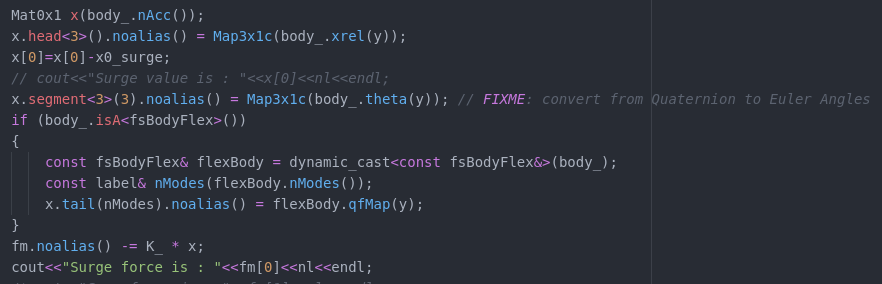 Mat0x1 x(body_.nAcc());
x.head<3>().noalias() = Map3x1c(body_.xrel(y));
x[0]=x[0]-x0_surge;
// cout<<"Surge value is : "<<x[0]<<nl<<endl;
x.segment<3>(3).noalias() = Map3x1c(body_.theta(y)); // FIXME: convert from Quaternion to Euler Angles
if (body_.isA<fsBodyFlex>())
{
    const fsBodyFlex& flexBody = dynamic_cast<const fsBodyFlex&>(body_);
    const label& nModes(flexBody.nModes());
    x.tail(nModes).noalias() = flexBody.qfMap(y);
}
fm.noalias() -= K_ * x;
cout<<"Surge force is : "<<fm[0]<<nl<<endl;